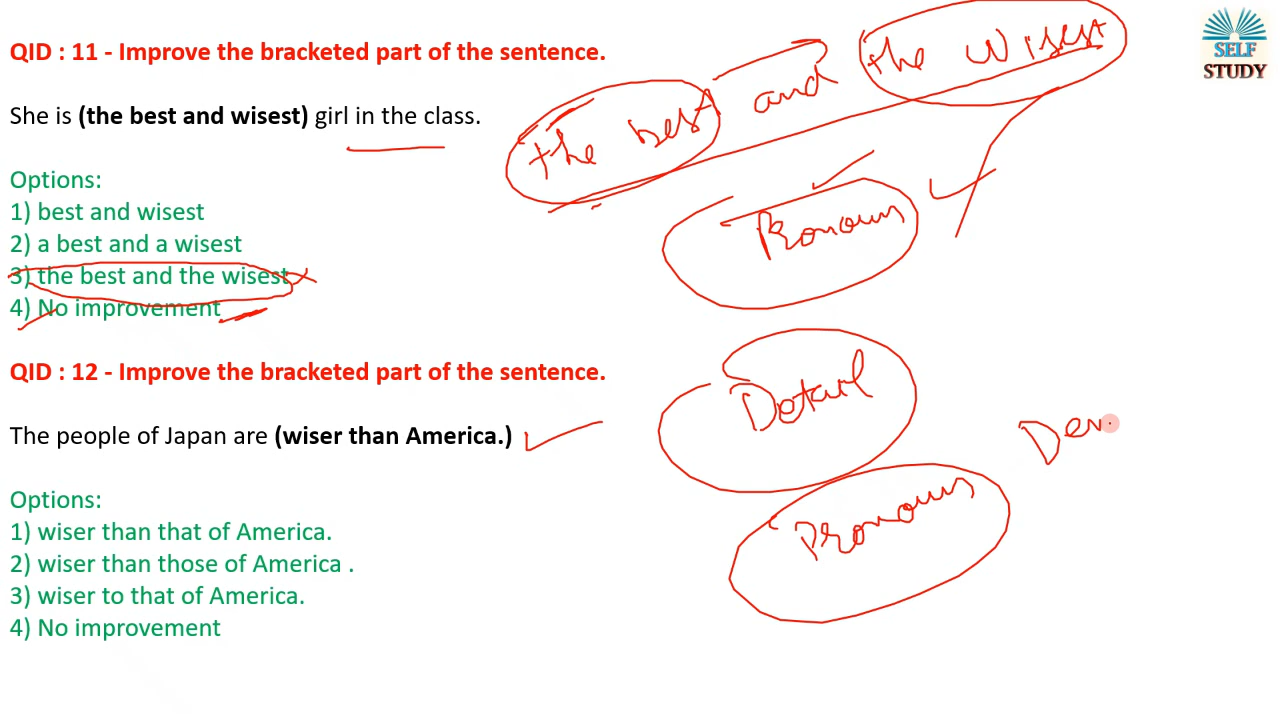 QID : 11 - Improve the bracketed part of the sentence.
the best and the wisest
SELF
STUDY
She is (the best and wisest) girl in the class.
Options:
1) best and wisest
2) a best and a wisest
3) the best and the wisest
4) No improvement
Pronouns
QID : 12 - Improve the bracketed part of the sentence.
The people of Japan are (wiser than America.)
Detail
Options:
1) wiser than that of America.
2) wiser than those of America .
3) wiser to that of America.
4) No improvement
Pronouns